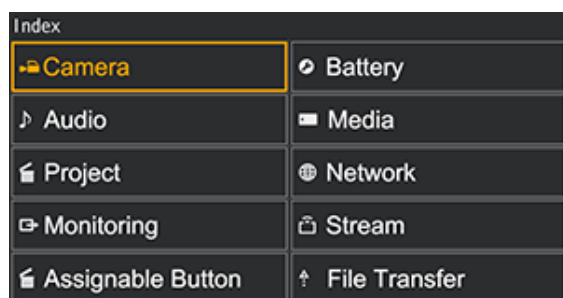 Index
Camera
Battery
Audio
Media
Project
Network
Monitoring
Stream
Assignable Button
File Transfer